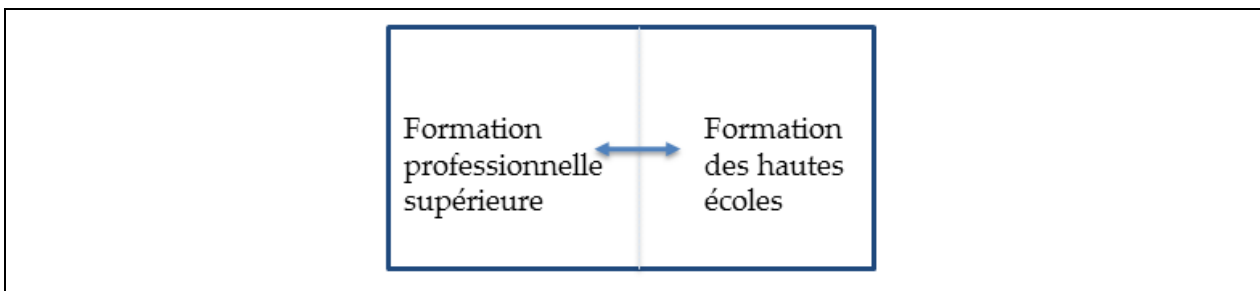 Formation
professionnelle
supérieure
Formation
des hautes
écoles